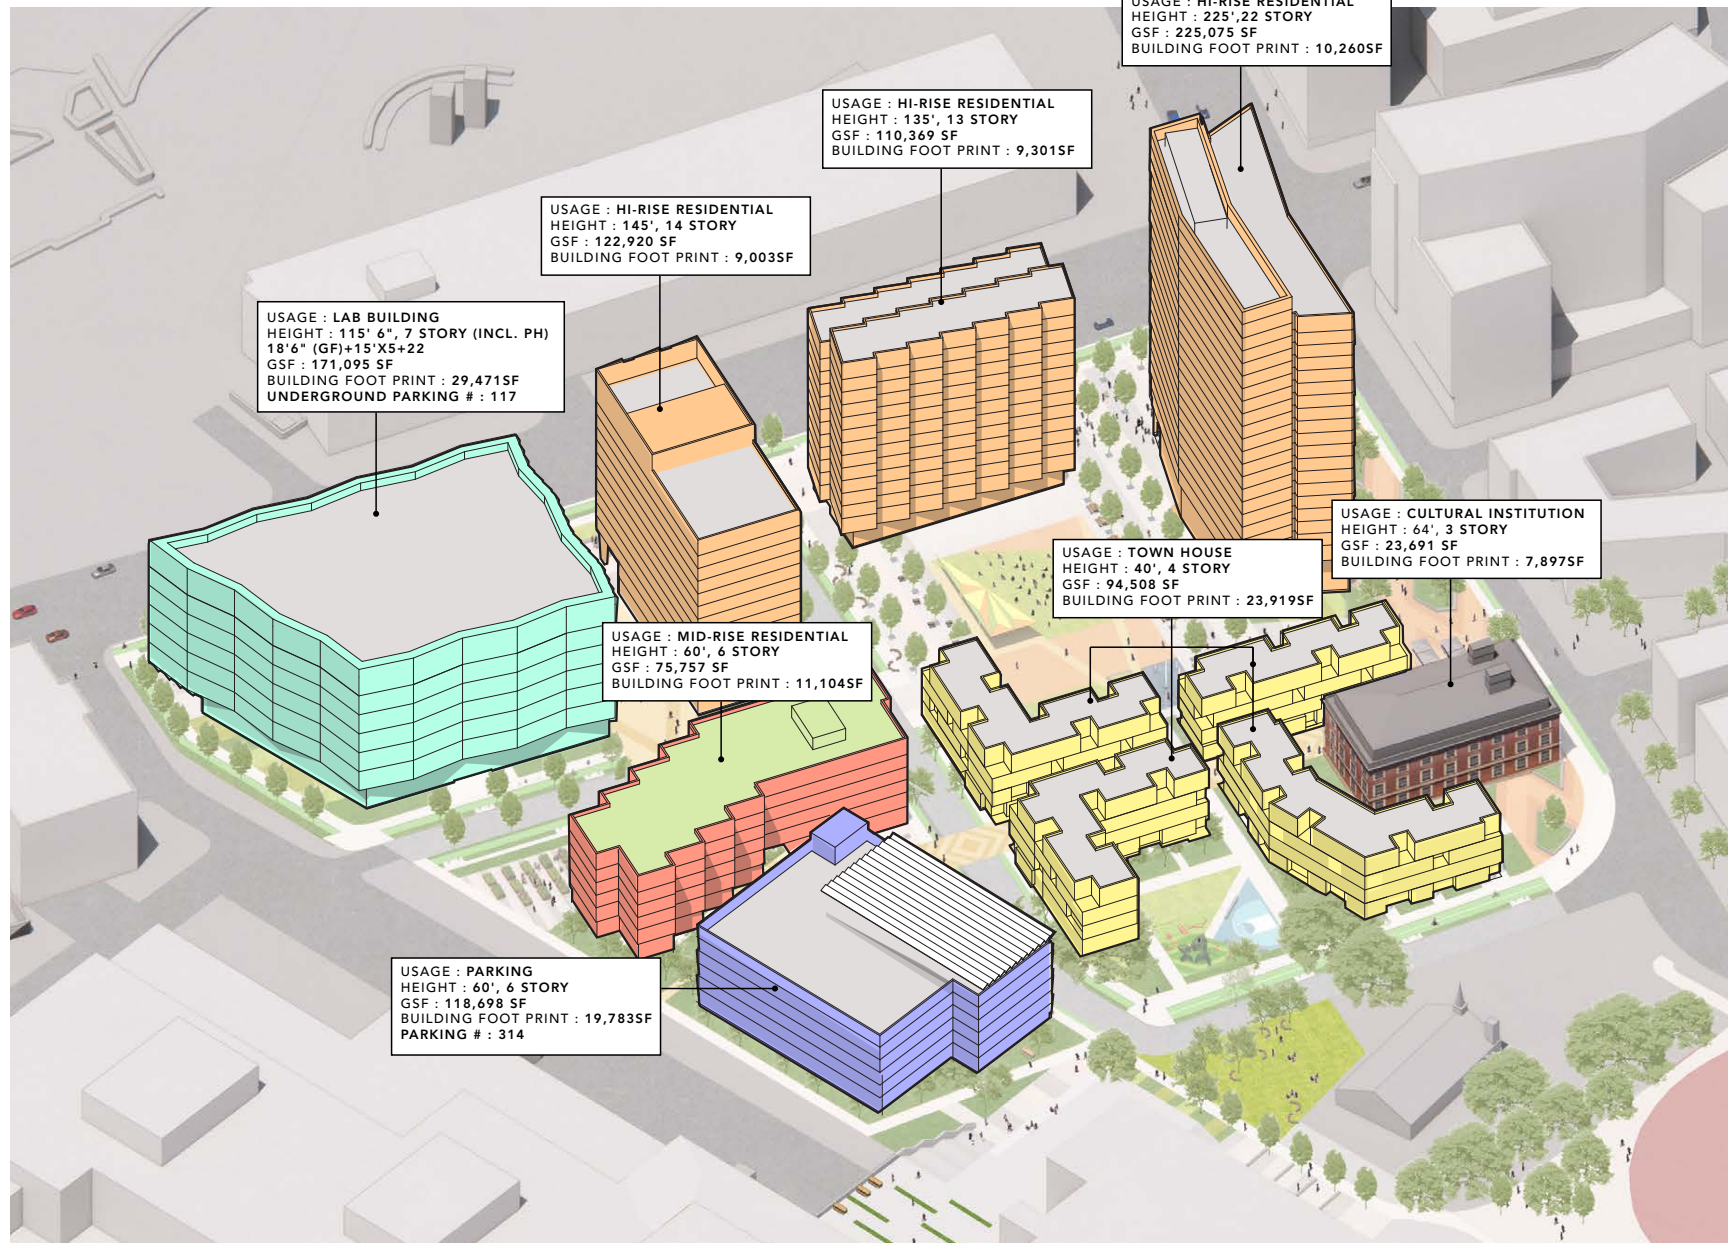 USAGE : HI-RISE RESIDENTIAL
HEIGHT : 225',22 STORY
GSF : 225,075 SF
BUILDING FOOT PRINT : 10,260SF
USAGE : HI-RISE RESIDENTIAL
HEIGHT : 135', 13 STORY
GSF : 110,369 SF
BUILDING FOOT PRINT : 9,301SF
USAGE : HI-RISE RESIDENTIAL
HEIGHT : 145', 14 STORY
GSF : 122,920 SF
BUILDING FOOT PRINT : 9,003SF
USAGE : LAB BUILDING
HEIGHT : 115' 6", 7 STORY (INCL. PH)
18'6" (GF)+15'X5+22
GSF : 171,095 SF
BUILDING FOOT PRINT : 29,471SF
UNDERGROUND PARKING # : 117
USAGE : CULTURAL INSTITUTION
HEIGHT : 64', 3 STORY
GSF : 23,691 SF
BUILDING FOOT PRINT : 7,897SF
USAGE : TOWN HOUSE
HEIGHT : 40', 4 STORY
GSF : 94,508 SF
BUILDING FOOT PRINT : 23,919SF
USAGE : MID-RISE RESIDENTIAL
HEIGHT : 60', 6 STORY
GSF : 75,757 SF
BUILDING FOOT PRINT : 11,104SF
USAGE : PARKING
HEIGHT : 60', 6 STORY
GSF : 118,698 SF
BUILDING FOOT PRINT : 19,783SF
PARKING # : 314